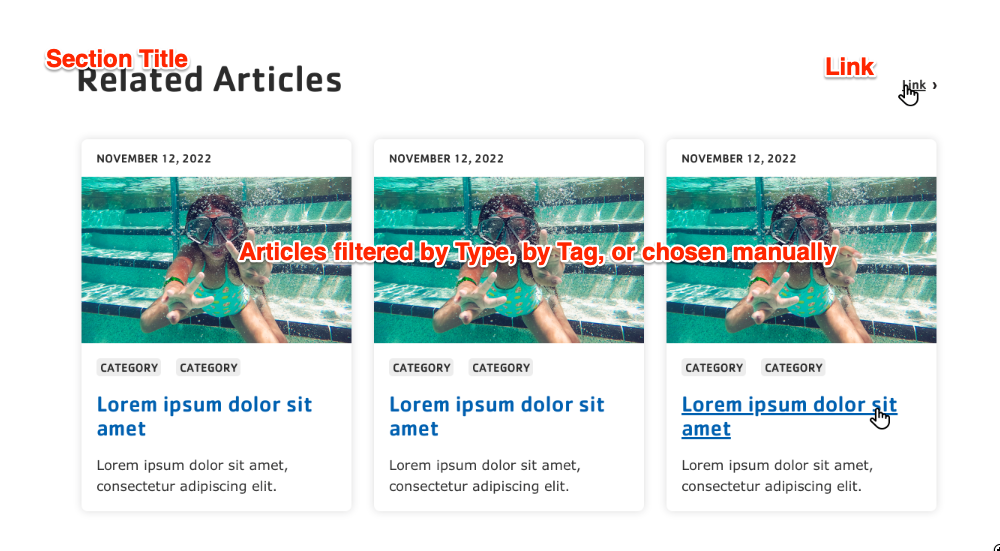 Section Title
Related Articles
Link
Link ›
NOVEMBER 12, 2022
NOVEMBER 12, 2022
NOVEMBER 12, 2022
Articles filtered by Type, by Tag, or chosen manually
CATEGORY CATEGORY
Lorem ipsum dolor sit
amet
Lorem ipsum dolor sit amet,
consectetur adipiscing elit.
CATEGORY CATEGORY
Lorem ipsum dolor sit
amet
Lorem ipsum dolor sit amet,
consectetur adipiscing elit.
CATEGORY CATEGORY
Lorem ipsum dolor sit
amet
Lorem ipsum dolor sit amet,
consectetur adipiscing elit.